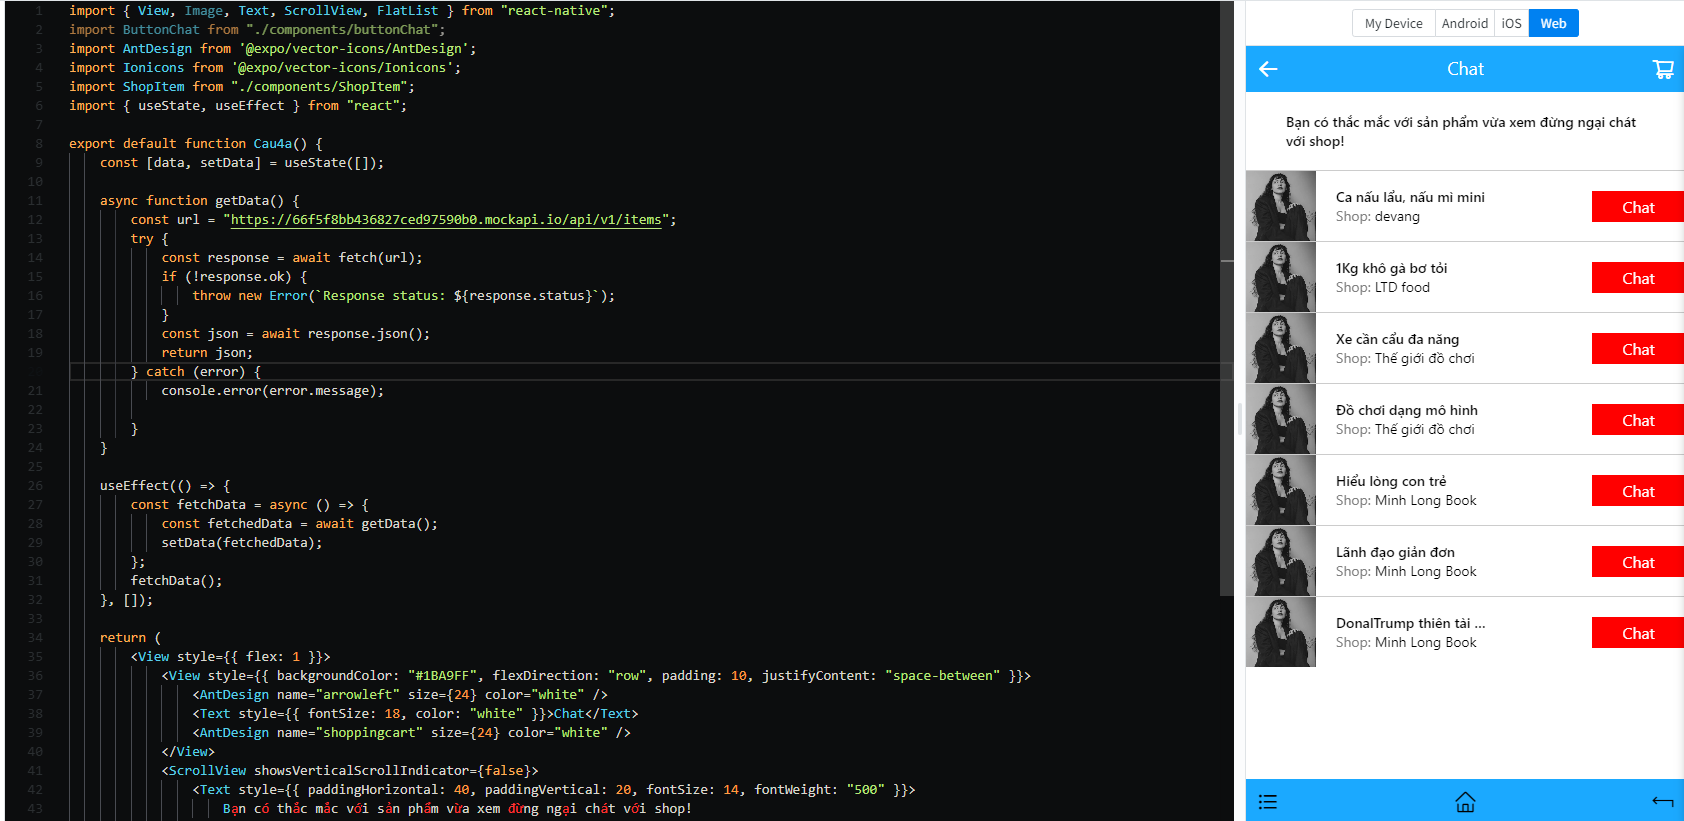 1 import { View, Image, Text, ScrollView, FlatList } from "react-native";
2 import ButtonChat from "./components/buttonChat";
3 import AntDesign from '@expo/vector-icons/AntDesign';
4 import Ionicons from '@expo/vector-icons/Ionicons';
5 import ShopItem from "./components/ShopItem";
6 import { useState, useEffect } from "react";
7
8 export default function Cau4a() {
9 const [data, setData] = useState([]);
10
11 async function getData() {
12 const url = "https://66f5f8bb436827ced97590b0.mockapi.io/api/v1/items";
13 try {
14 const response = await fetch(url);
15 if (!response.ok) {
16 throw new Error(`Response status: ${response.status}`);
17 }
18 const json = await response.json();
19 return json;
} catch (error) {
21 console.error(error.message);
22
23 }
24 }
25
26 useEffect(() => {
27 const fetchData = async () => {
28 const fetchedData = await getData();
29 setData(fetchedData);
30 };
31 fetchData();
32 }, []);
33
34 return (
35 <View style={{ flex: 1 }}>
36 <View style={{ backgroundColor: "#1BA9FF", flexDirection: "row", padding: 10, justifyContent: "space-between" }}>
37 <AntDesign name="arrowleft" size={24} color="white" />
38 <Text style={{ fontSize: 18, color: "white" }}>Chat</Text>
39 <AntDesign name="shoppingcart" size={24} color="white" />
40 </View>
41 <ScrollView showsVerticalScrollIndicator={false}>
42 <Text style={{ paddingHorizontal: 40, paddingVertical: 20, fontSize: 14, fontWeight: "500" }}>
43 Bạn có thắc mắc với sản phẩm vừa xem đừng ngại chát với shop!
My Device Android iOS Web
Chat
Bạn có thắc mắc với sản phẩm vừa xem đừng ngại chát
với shop!
Ca nấu lẩu, nấu mì mini
Shop: devang
Chat
1Kg khô gà bơ tỏi
Shop: LTD food
Chat
Xe cần cẩu đa năng
Shop: Thế giới đồ chơi
Chat
Đồ chơi dạng mô hình
Shop: Thế giới đồ chơi
Chat
Hiểu lòng con trẻ
Shop: Minh Long Book
Chat
Lãnh đạo giản đơn
Shop: Minh Long Book
Chat
DonalTrump thiên tài ...
Shop: Minh Long Book
Chat